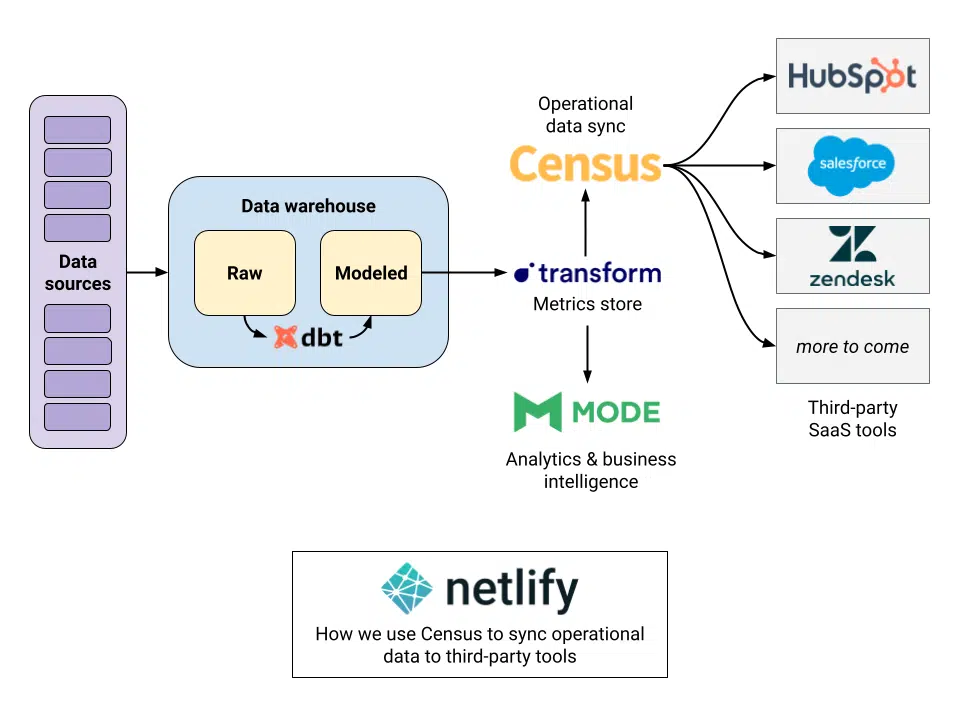 Data
sources
Data warehouse
Raw
Modeled
dbt
Operational
data sync
Census
transform
Metrics store
MODE
Analytics & business
intelligence
HubSpot
salesforce
zendesk
more to come
Third-party
SaaS tools
netlify
How we use Census to sync operational
data to third-party tools